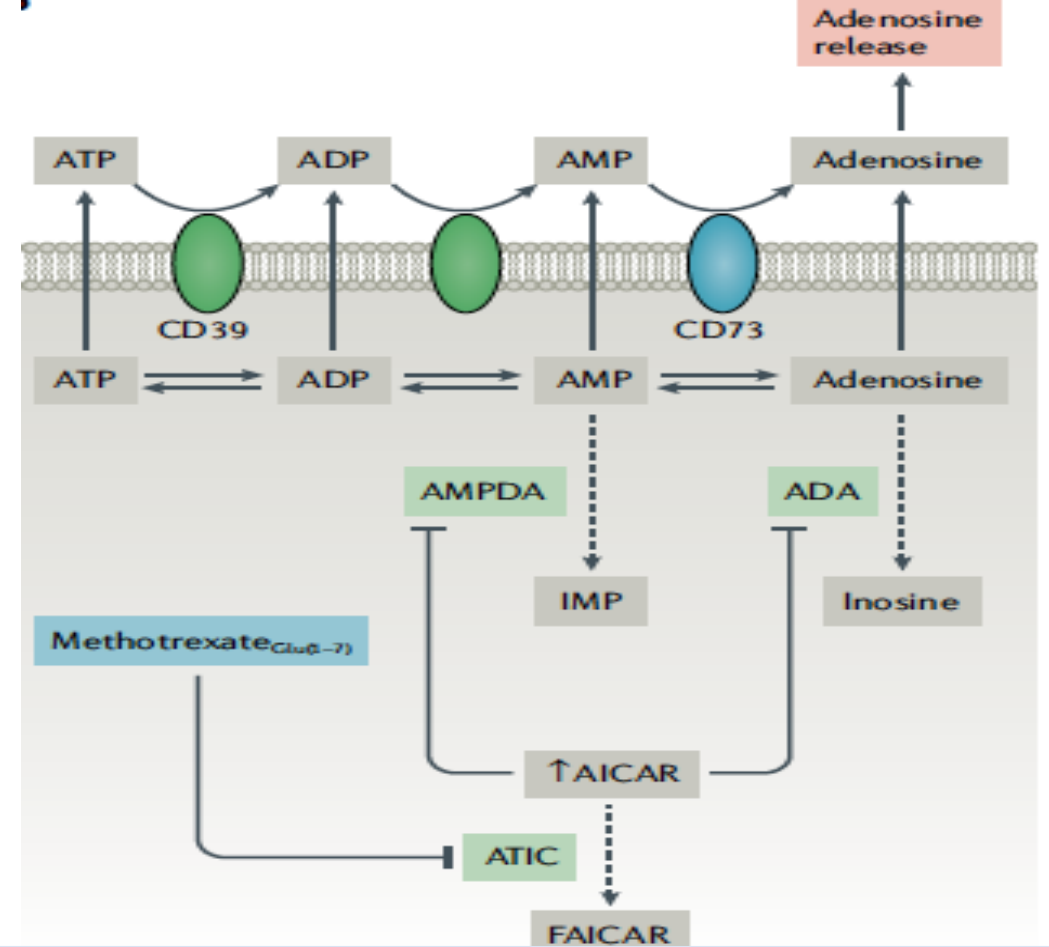 Adenosine
release
ATP
ADP
AMP
Adenosine
CD39
CD73
ATP
ADP
AMP
Adenosine
AMPDA
ADA
IMP
Inosine
Methotrexate
↑AICAR
ATIC
FAICAR